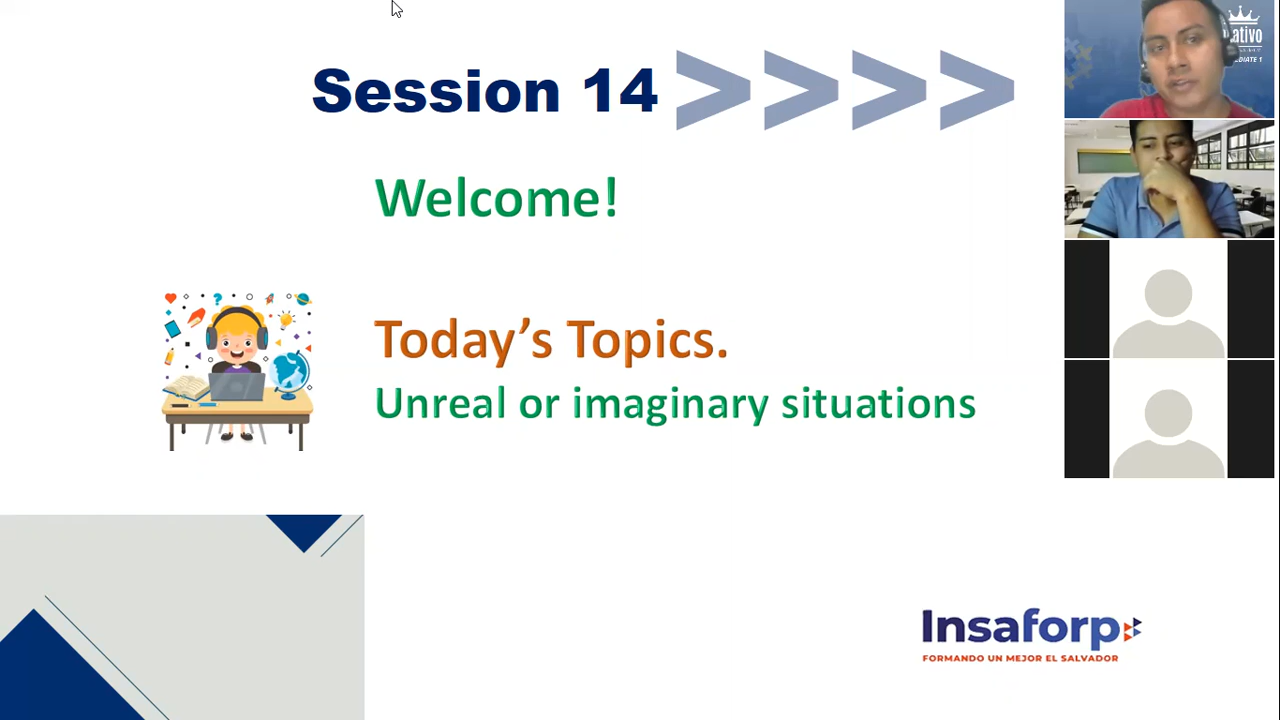 Session 14 >>>>
Welcome!
Today's Topics.
Unreal or imaginary situations
Insaforp
FORMANDO UN MEJOR EL SALVADOR